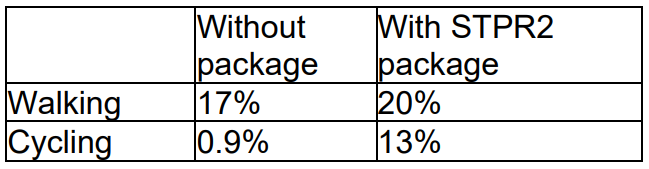 Without package With STPR2 package
Walking 17% 20%
Cycling 0.9% 13%